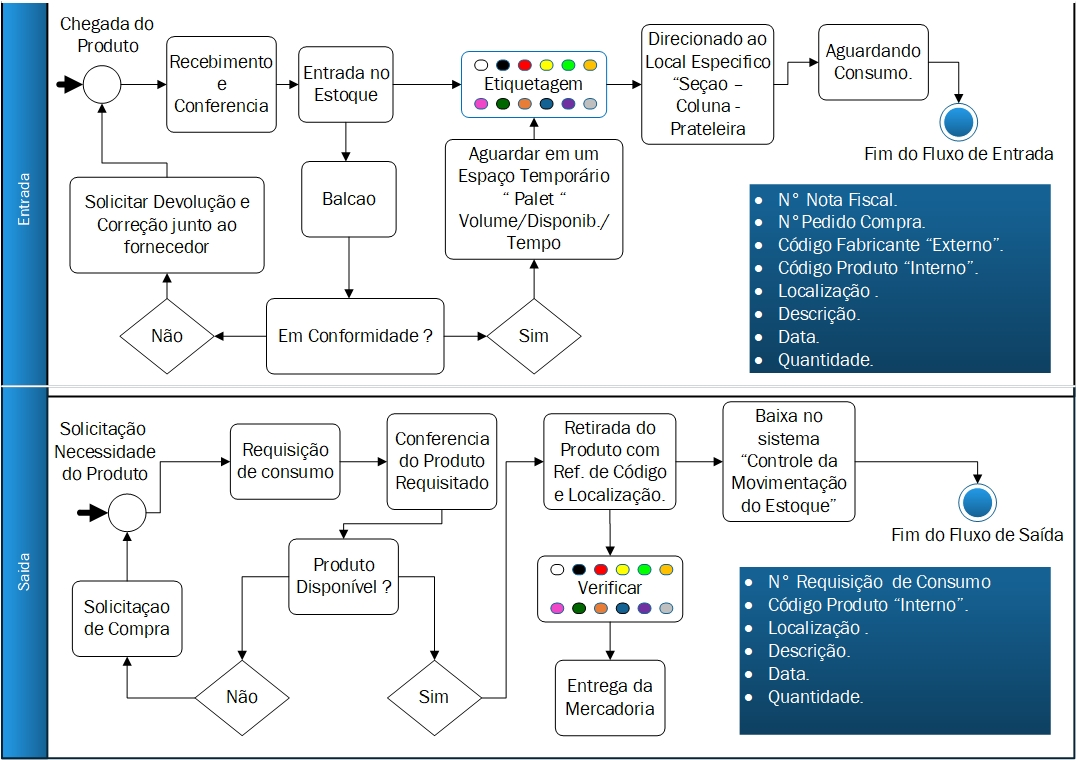 Entrada
Chegada do
Produto
Recebimento
e
Conferencia
Entrada no
Estoque
Etiquetagem
Direcionado ao
Local Especifico
“Seçao –
Coluna -
Prateleira
Aguardando
Consumo.
Fim do Fluxo de Entrada
Solicitar Devolução e
Correção junto ao
fornecedor
Balcao
Aguardar em um
Espaço Temporário
“ Palet “
Volume/Disponib./
Tempo
Não
Em Conformidade ?
Sim
• N° Nota Fiscal.
• N°Pedido Compra.
• Código Fabricante “Externo”.
• Código Produto “Interno”.
• Localização .
• Descrição.
• Data.
• Quantidade.
Saída
Solicitação
Necessidade
do Produto
Requisição
de consumo
Conferencia
do Produto
Requisitado
Retirada do
Produto com
Ref. de Código
e Localização.
Baixa no
sistema
“Controle da
Movimentação
do Estoque”
Fim do Fluxo de Saída
Produto
Disponível ?
Verificar
Solicitaçao
de Compra
Não
Sim
Entrega da
Mercadoria
• N° Requisição  de Consumo
• Código Produto “Interno”.
• Localização .
• Descrição.
• Data.
• Quantidade.